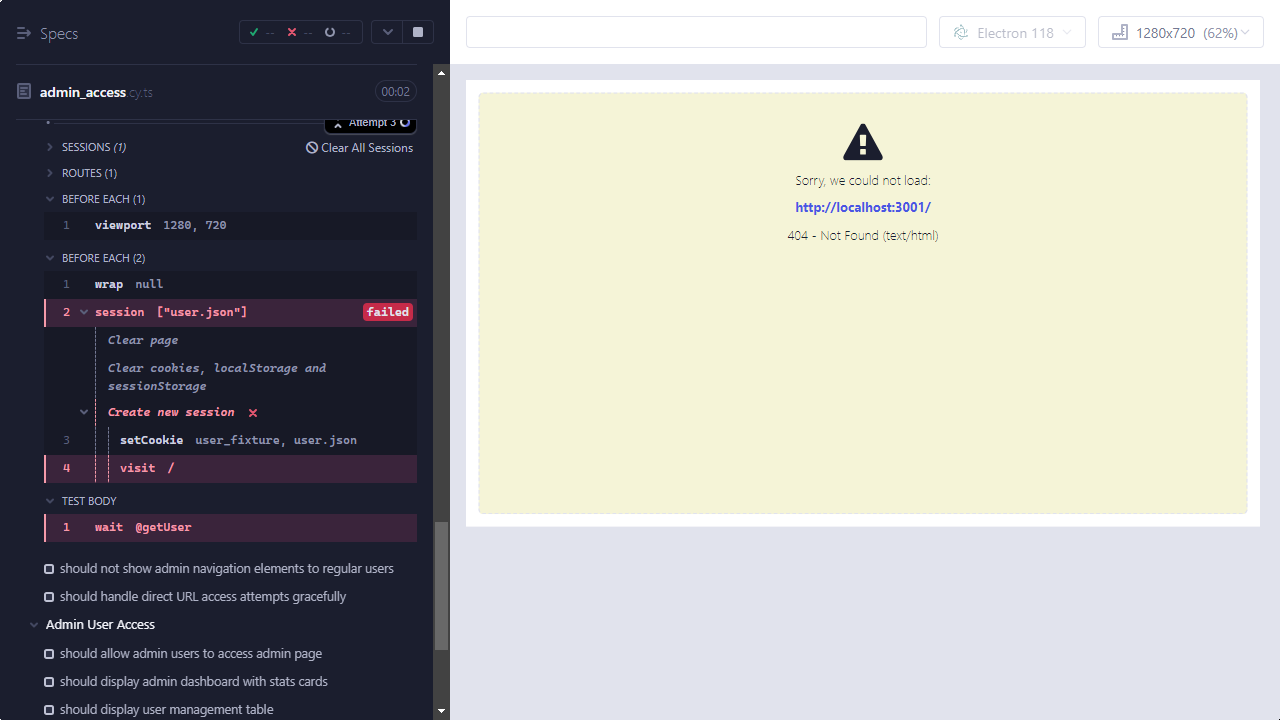 Specs
--
--
--
Electron 118
1280x720 (62%)
admin_access.cy.ts
00:02
Attempt 3
SESSIONS (1)
Clear All Sessions
ROUTES (1)
BEFORE EACH (1)
1 viewport 1280, 720
BEFORE EACH (2)
1 wrap null
2 session ["user.json"] failed
Clear page
Clear cookies, localStorage and
sessionStorage
Create new session
3 setCookie user_fixture, user.json
4 visit /
TEST BODY
1 wait @getUser
should not show admin navigation elements to regular users
should handle direct URL access attempts gracefully
Admin User Access
should allow admin users to access admin page
should display admin dashboard with stats cards
should display user management table
Sorry, we could not load:
http://localhost:3001/
404 - Not Found (text/html)